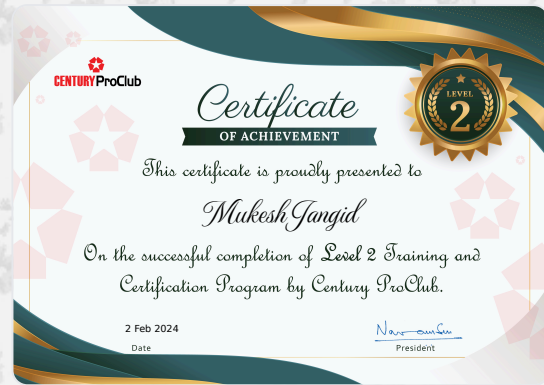 CENTURY ProClub
Certificate
OF ACHIEVEMENT
LEVEL
2
This certificate is proudly presented to
Mukesh Jangid
On the successful completion of Level 2 Training and
Certification Program by Century ProClub.
2 Feb 2024
Date
President